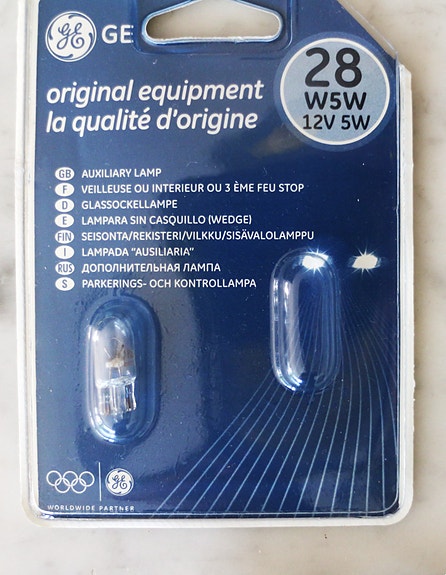 GE
original equipment
la qualité d'origine
28
W5W
12V 5W
GB AUXILIARY LAMP
F VEILLEUSE OU INTERIEUR OU 3 ÈME FEU STOP
D GLASSOCKELLAMPE
E LAMPARA SIN CASQUILLO (WEDGE)
FIN SEISONTA/REKISTERI/VILKKU/SISÄVALOLAMPPU
I LAMPADA "AUSILIARIA"
RUS ДОПОЛНИТЕЛЬНАЯ ЛАМПА
S PARKERINGS- OCH KONTROLLAMPA
WORLDWIDE PARTNER